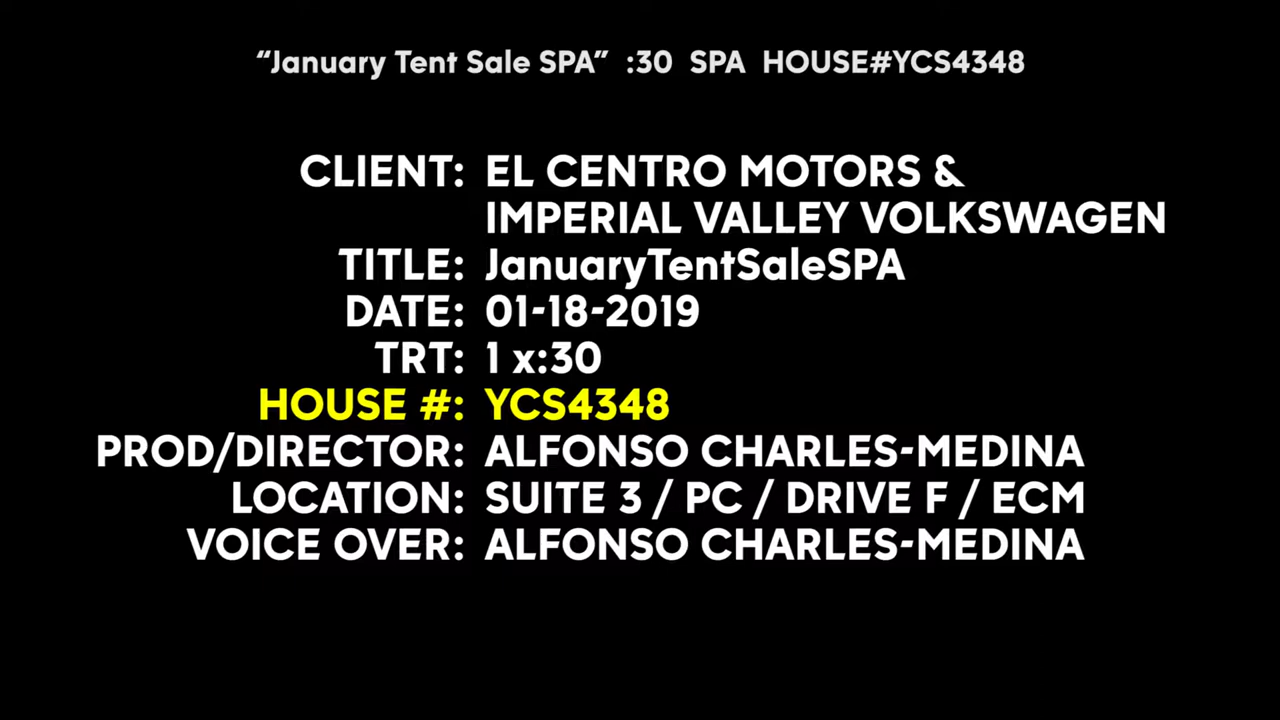 “January Tent Sale SPA” :30 SPA HOUSE#YCS4348
CLIENT: EL CENTRO MOTORS &
IMPERIAL VALLEY VOLKSWAGEN
TITLE: JanuaryTentSaleSPA
DATE: 01-18-2019
TRT: 1 x:30
HOUSE #: YCS4348
PROD/DIRECTOR: ALFONSO CHARLES-MEDINA
LOCATION: SUITE 3 / PC / DRIVE F / ECM
VOICE OVER: ALFONSO CHARLES-MEDINA